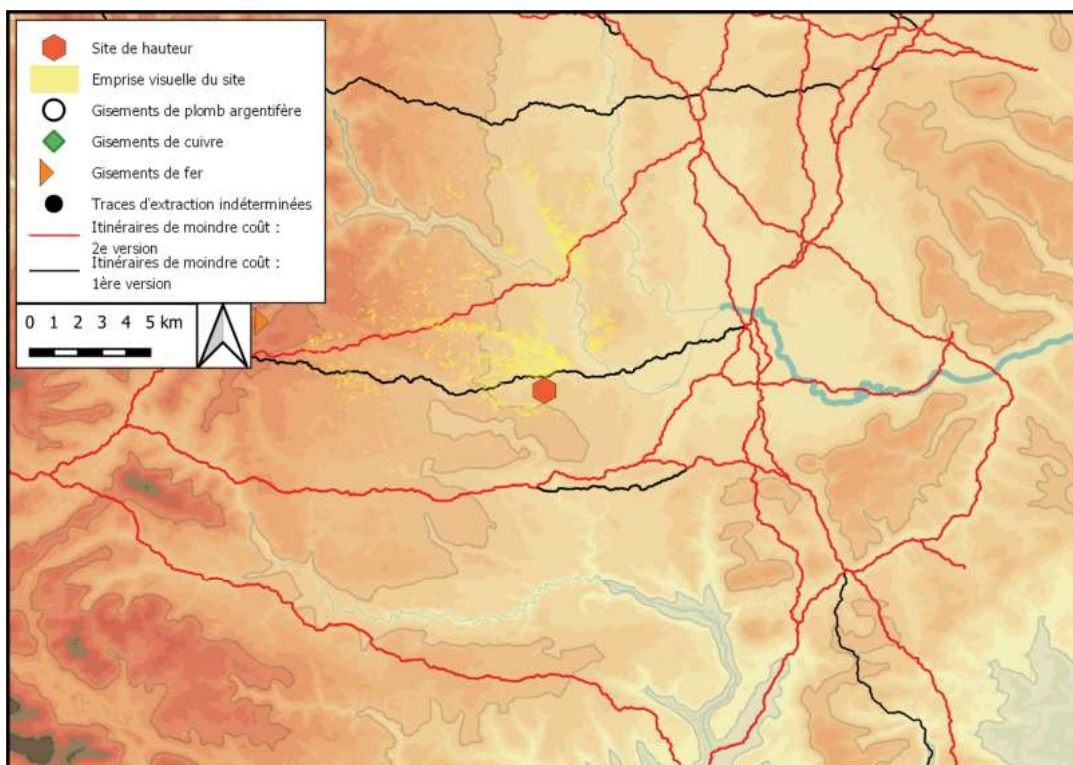 Site de hauteur
Emprise visuelle du site
Gisements de plomb argentifère
Gisements de cuivre
Gisements de fer
Traces d'extraction indéterminées
Itinéraires de moindre coût :
2e version
Itinéraires de moindre coût :
1ère version
0 1 2 3 4 5 km